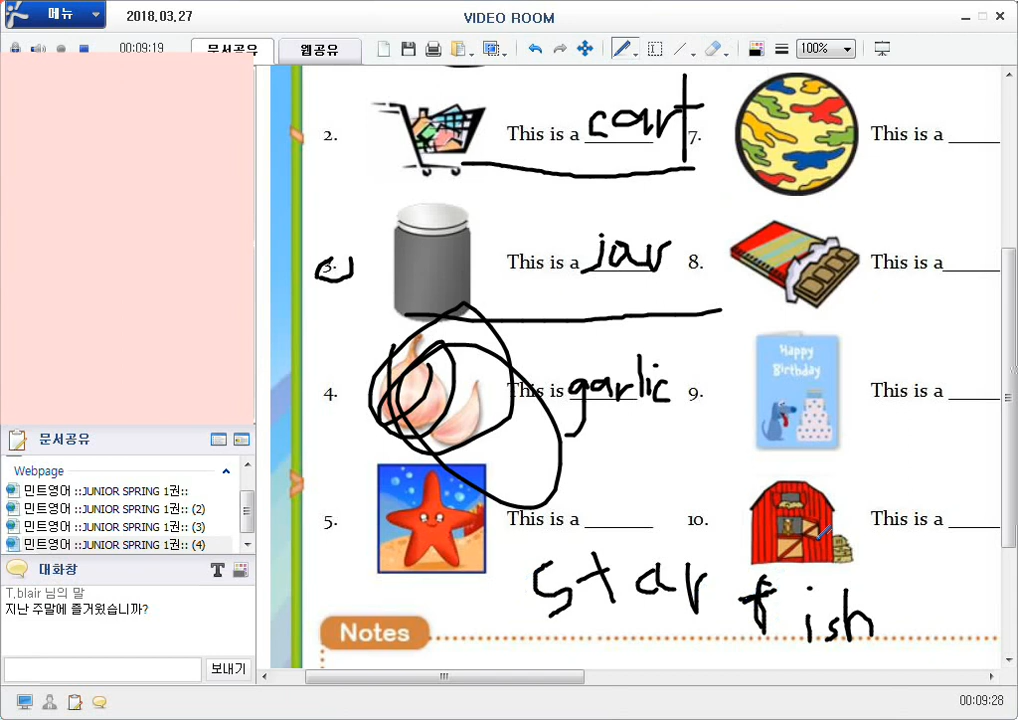 메뉴
2018.03.27
VIDEO ROOM
00:09:19
문서공유
웹공유
100%
2.
This is a cart
7.
This is a
3.
This is a jar
8.
This is a
4.
This is garlic
9.
Happy
Birthday
This is a
5.
This is a
10.
This is a
star fish
Notes
문서공유
Webpage
민트영어 ::JUNIOR SPRING 1권::
민트영어 ::JUNIOR SPRING 1권:: (2)
민트영어 ::JUNIOR SPRING 1권:: (3)
민트영어 ::JUNIOR SPRING 1권:: (4)
대화창
T
T,blair 님의 말
지난 주말에 즐거웠습니까?
보내기
00:09:28